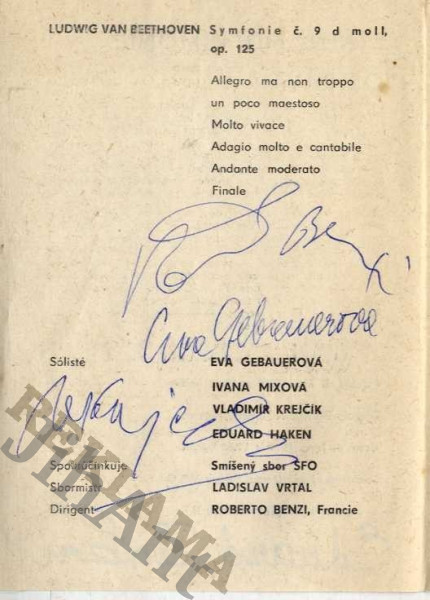 LUDWIG VAN BEETHOVEN Symfonie č. 9 d moll,
op. 125
Allegro ma non troppo
un poco maestoso
Molto vivace
Adagio molto e cantabile
Andante moderato
Finale
Benzi
Eva Gebauerova
Sólisté EVA GEBAUEROVÁ
IVANA MIXOVÁ
VLADIMÍR KREJČÍK
EDUARD HAKEN
Spoluúčinkuje Smíšený sbor SFO
Sbormistr LADISLAV VRTAL
Dirigent ROBERTO BENZI, Francie
REKLAMA